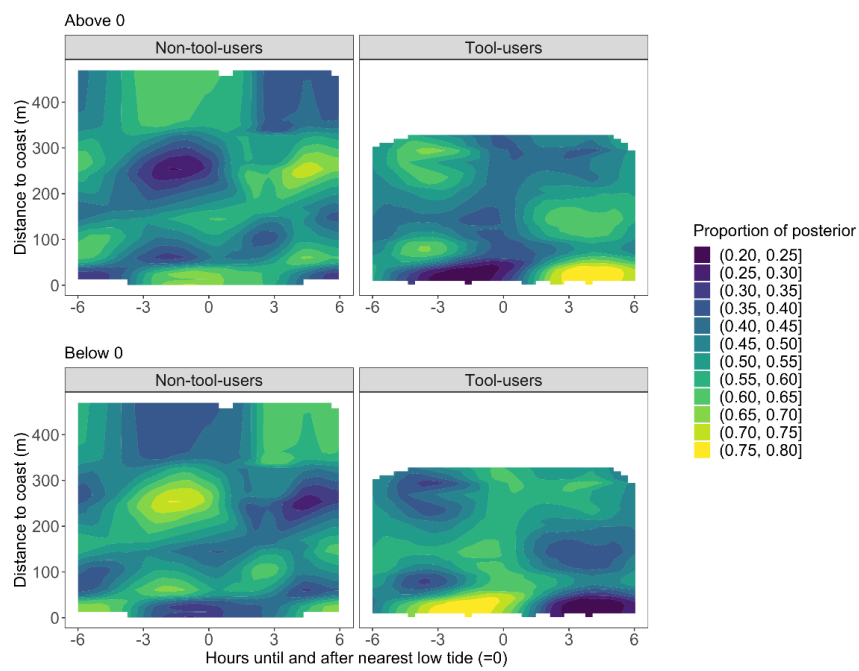 Above 0
Non-tool-users
Tool-users
Distance to coast (m)
400
300
200
100
0
-6 -3 0 3 6
-6 -3 0 3 6
Below 0
Non-tool-users
Tool-users
Distance to coast (m)
400
300
200
100
0
-6 -3 0 3 6
-6 -3 0 3 6
Hours until and after nearest low tide (=0)
Proportion of posterior
(0.20, 0.25]
(0.25, 0.30]
(0.30, 0.35]
(0.35, 0.40]
(0.40, 0.45]
(0.45, 0.50]
(0.50, 0.55]
(0.55, 0.60]
(0.60, 0.65]
(0.65, 0.70]
(0.70, 0.75]
(0.75, 0.80]